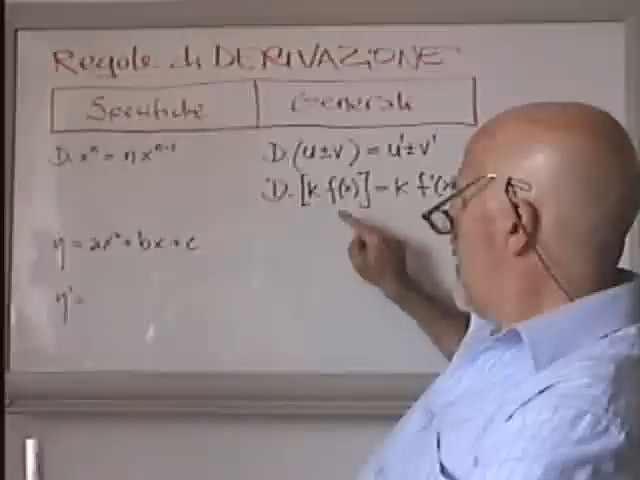 Regole di DERIVAZIONE
Specifiche Generali
D. xⁿ = n xⁿ⁻¹ D. (u±v) = u'±v'
D. [k f(x)] = k f'(x)
y = ax² + bx + c
y' =